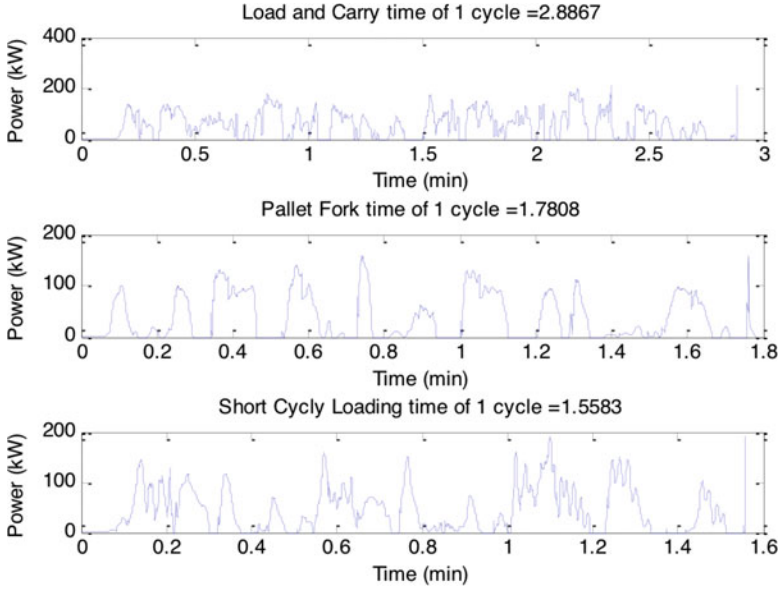 Load and Carry time of 1 cycle =2.8867
400
200
0
Power (kW)
0 0.5 1 1.5 2 2.5 3
Time (min)
Pallet Fork time of 1 cycle =1.7808
200
100
0
Power (kW)
0 0.2 0.4 0.6 0.8 1 1.2 1.4 1.6 1.8
Time (min)
Short Cycly Loading time of 1 cycle =1.5583
200
100
0
Power (kW)
0 0.2 0.4 0.6 0.8 1 1.2 1.4 1.6
Time (min)